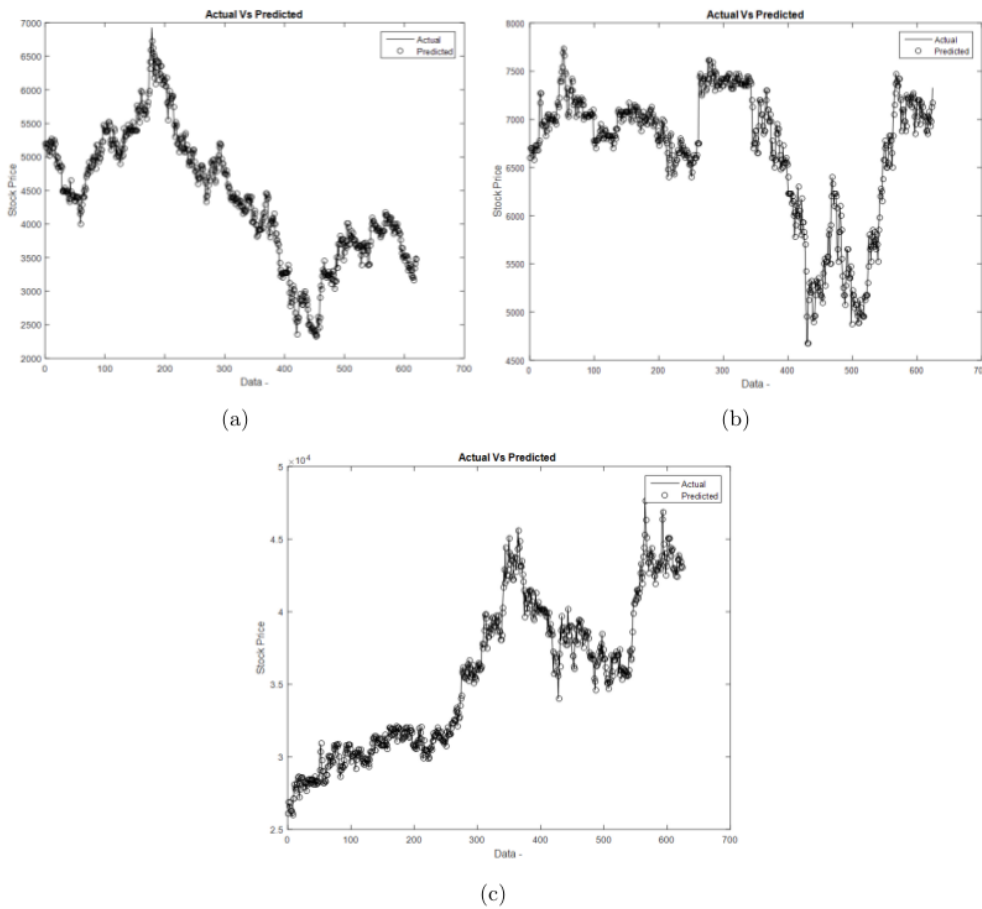 Actual Vs Predicted
Actual
Predicted
7000
6500
6000
5500
5000
4500
4000
3500
3000
2500
2000
Stock Price
0 100 200 300 400 500 600 700
Data -
(a)
Actual Vs Predicted
Actual
Predicted
8000
7500
7000
6500
6000
5500
5000
4500
Stock Price
0 100 200 300 400 500 600 700
Data -
(b)
Actual Vs Predicted
×10⁴
Actual
Predicted
5
4.5
4
3.5
3
2.5
Stock Price
0 100 200 300 400 500 600 700
Data -
(c)